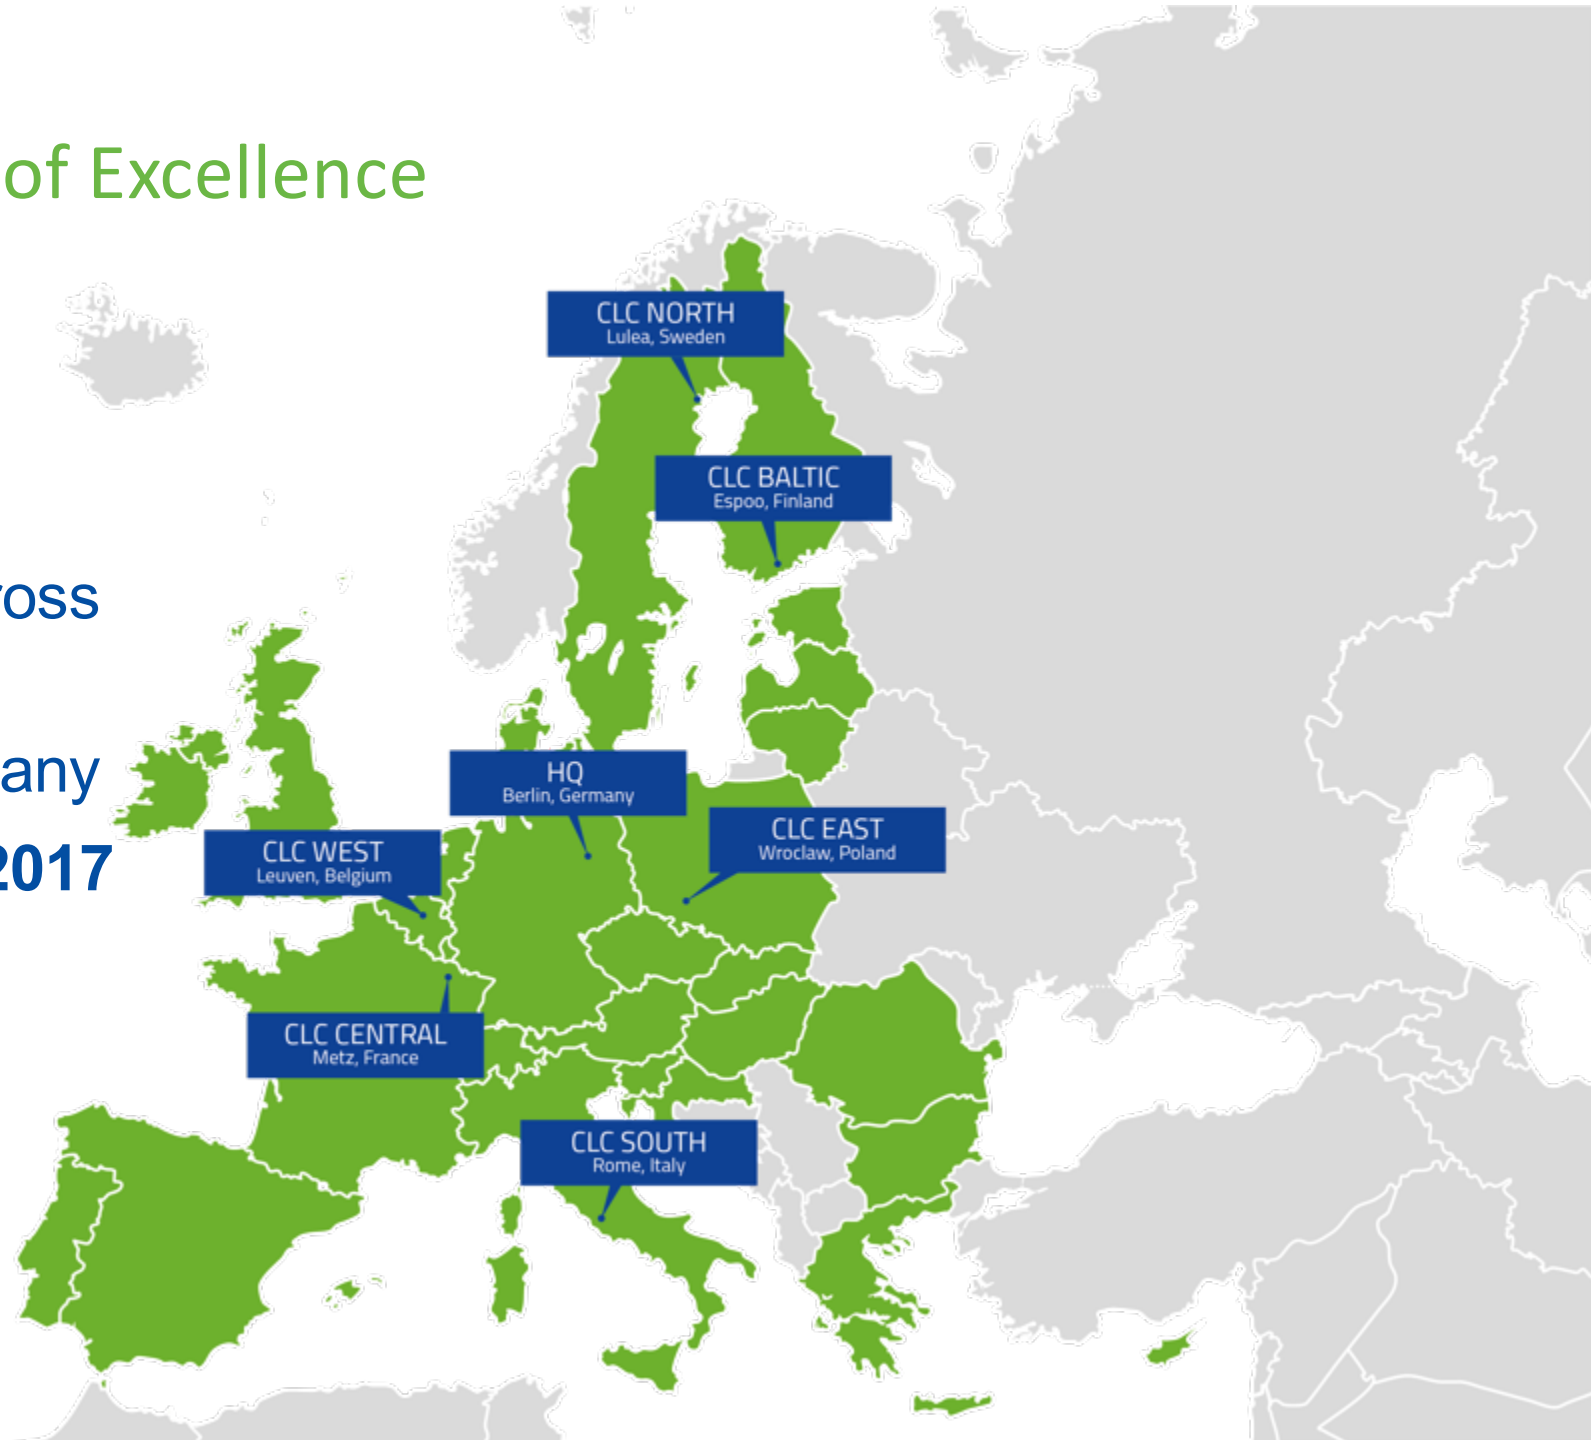 of Excellence
CLC NORTH
Lulea, Sweden
CLC BALTIC
Espoo, Finland
ross
any
2017
HQ
Berlin, Germany
CLC EAST
Wroclaw, Poland
CLC WEST
Leuven, Belgium
CLC CENTRAL
Metz, France
CLC SOUTH
Rome, Italy